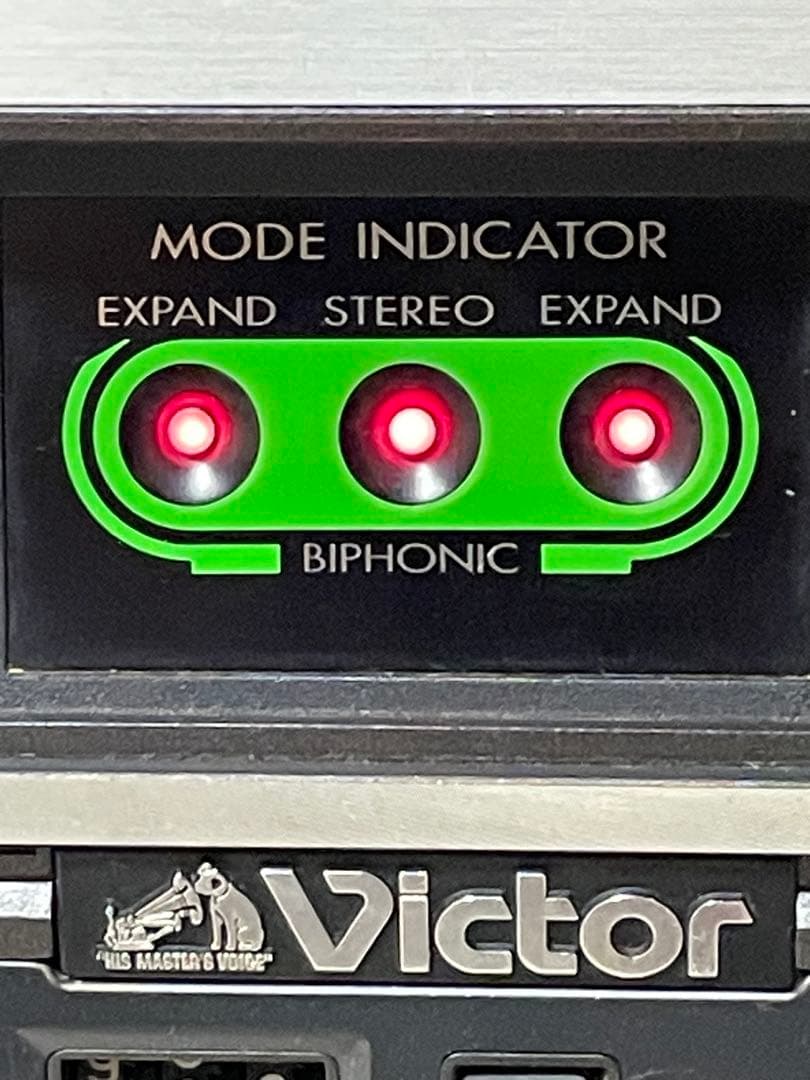 MODE INDICATOR
EXPAND STEREO EXPAND
BIPHONIC
Victor
"HIS MASTER'S VOICE"